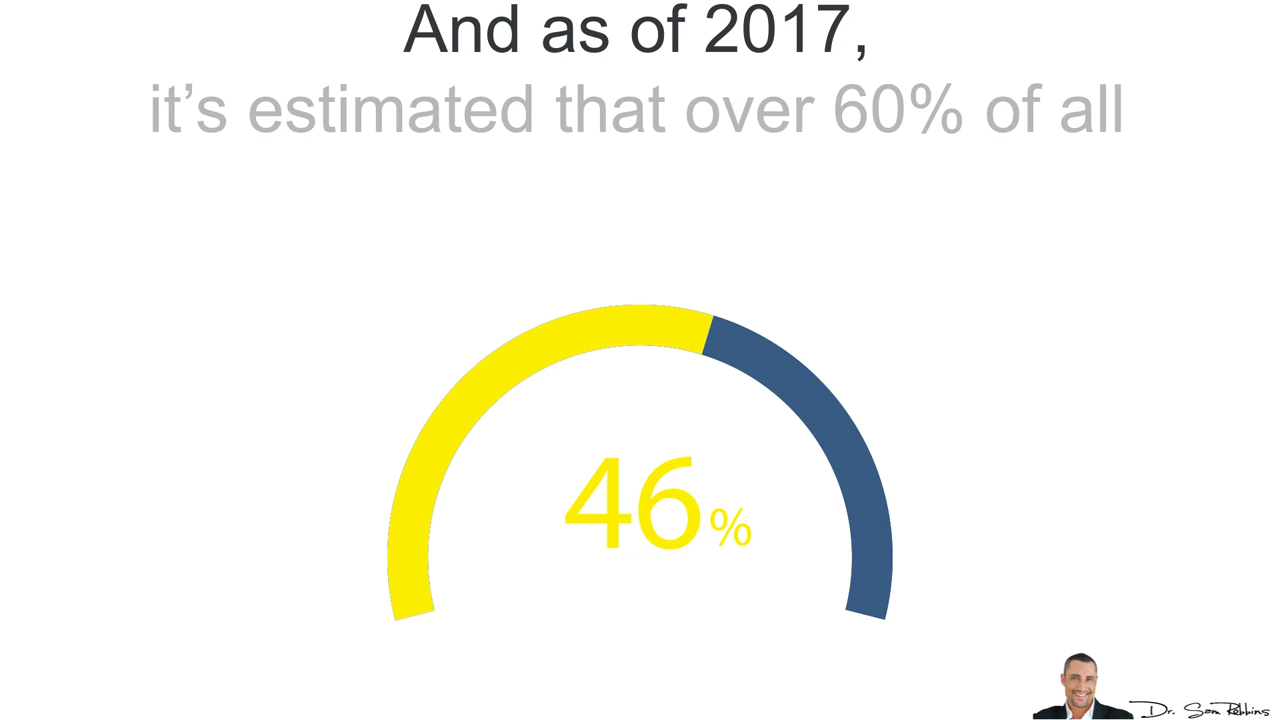 And as of 2017,
it's estimated that over 60% of all
46%
Dr. Sam Robbins